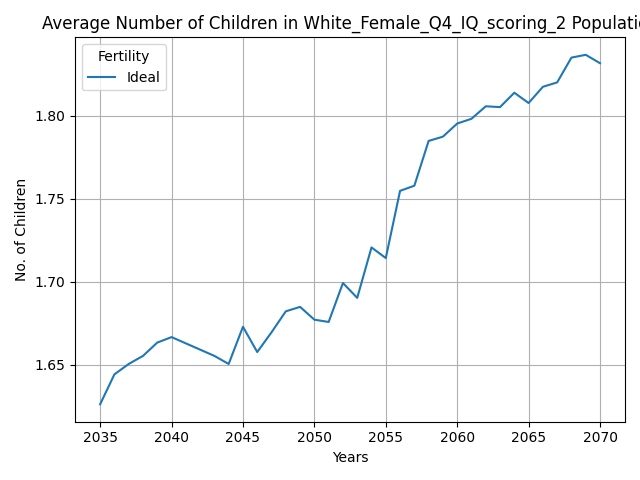 Average Number of Children in White_Female_Q4_IQ_scoring_2 Populatio
Fertility
Ideal
No. of Children
1.80
1.75
1.70
1.65
2035 2040 2045 2050 2055 2060 2065 2070
Years